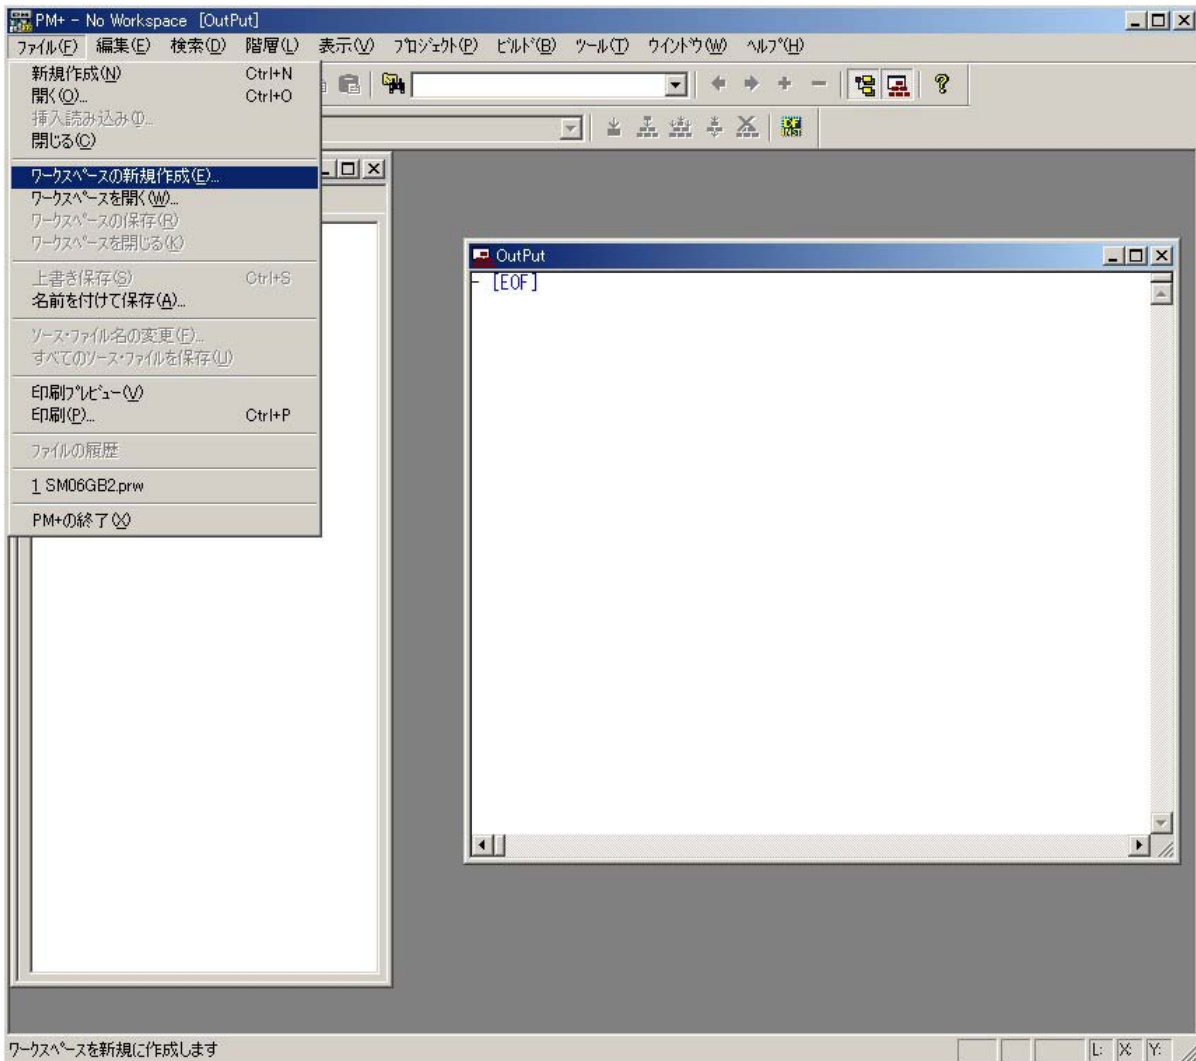 PM+ - No Workspace [OutPut]
ファイル(F) 編集(E) 検索(D) 階層(L) 表示(V) プロジェクト(P) ビルド(B) ツール(T) ウインドウ(W) ヘルプ(H)
新規作成(N) Ctrl+N
開く(O)... Ctrl+O
挿入読み込み(I)...
閉じる(C)
ワークスペースの新規作成(E)...
ワークスペースを開く(W)...
ワークスペースの保存(R)
ワークスペースを閉じる(K)
上書き保存(S) Ctrl+S
名前を付けて保存(A)...
ソース・ファイル名の変更(F)...
すべてのソース・ファイルを保存(U)
印刷プレビュー(V)
印刷(P)... Ctrl+P
ファイルの履歴
1 SM06GB2.prw
PM+の終了(X)
OutPut
[EOF]
ワークスペースを新規に作成します L: X: Y: